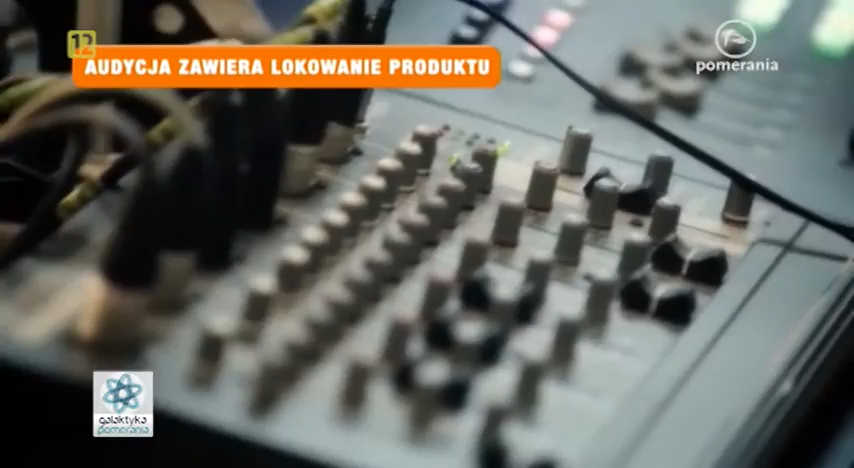 12
AUDYCJA ZAWIERA LOKOWANIE PRODUKTU
pomerania
galaktyka
pomerania